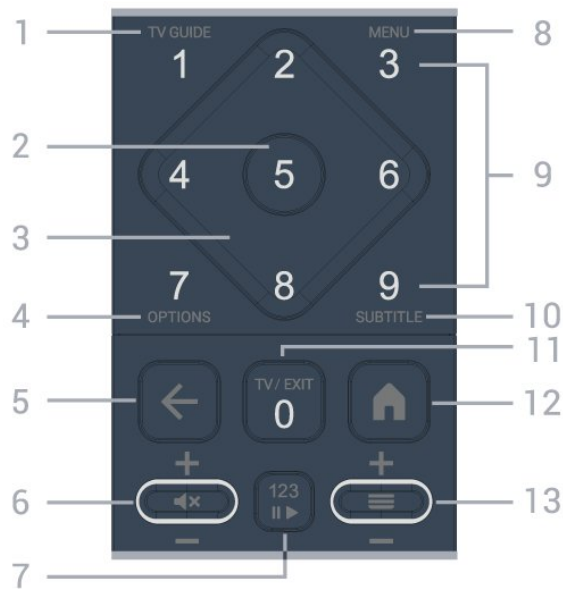 1 TV GUIDE MENU 8
1 2 3
2 4 5 6 9
3
7 8 9
4 OPTIONS SUBTITLE 10
11
5 TV/ EXIT 12
0
+ +
6 123 13
− −
7